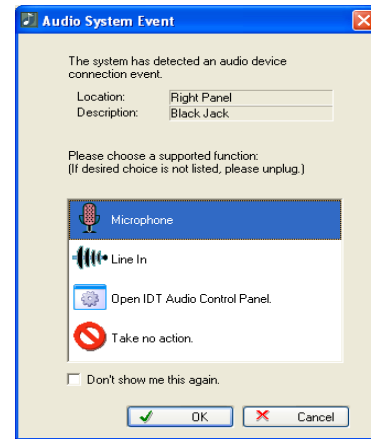 Audio System Event
The system has detected an audio device
connection event.
Location: Right Panel
Description: Black Jack
Please choose a supported function:
(If desired choice is not listed, please unplug.)
Microphone
Line In
Open IDT Audio Control Panel.
Take no action.
Don't show me this again.
OK Cancel